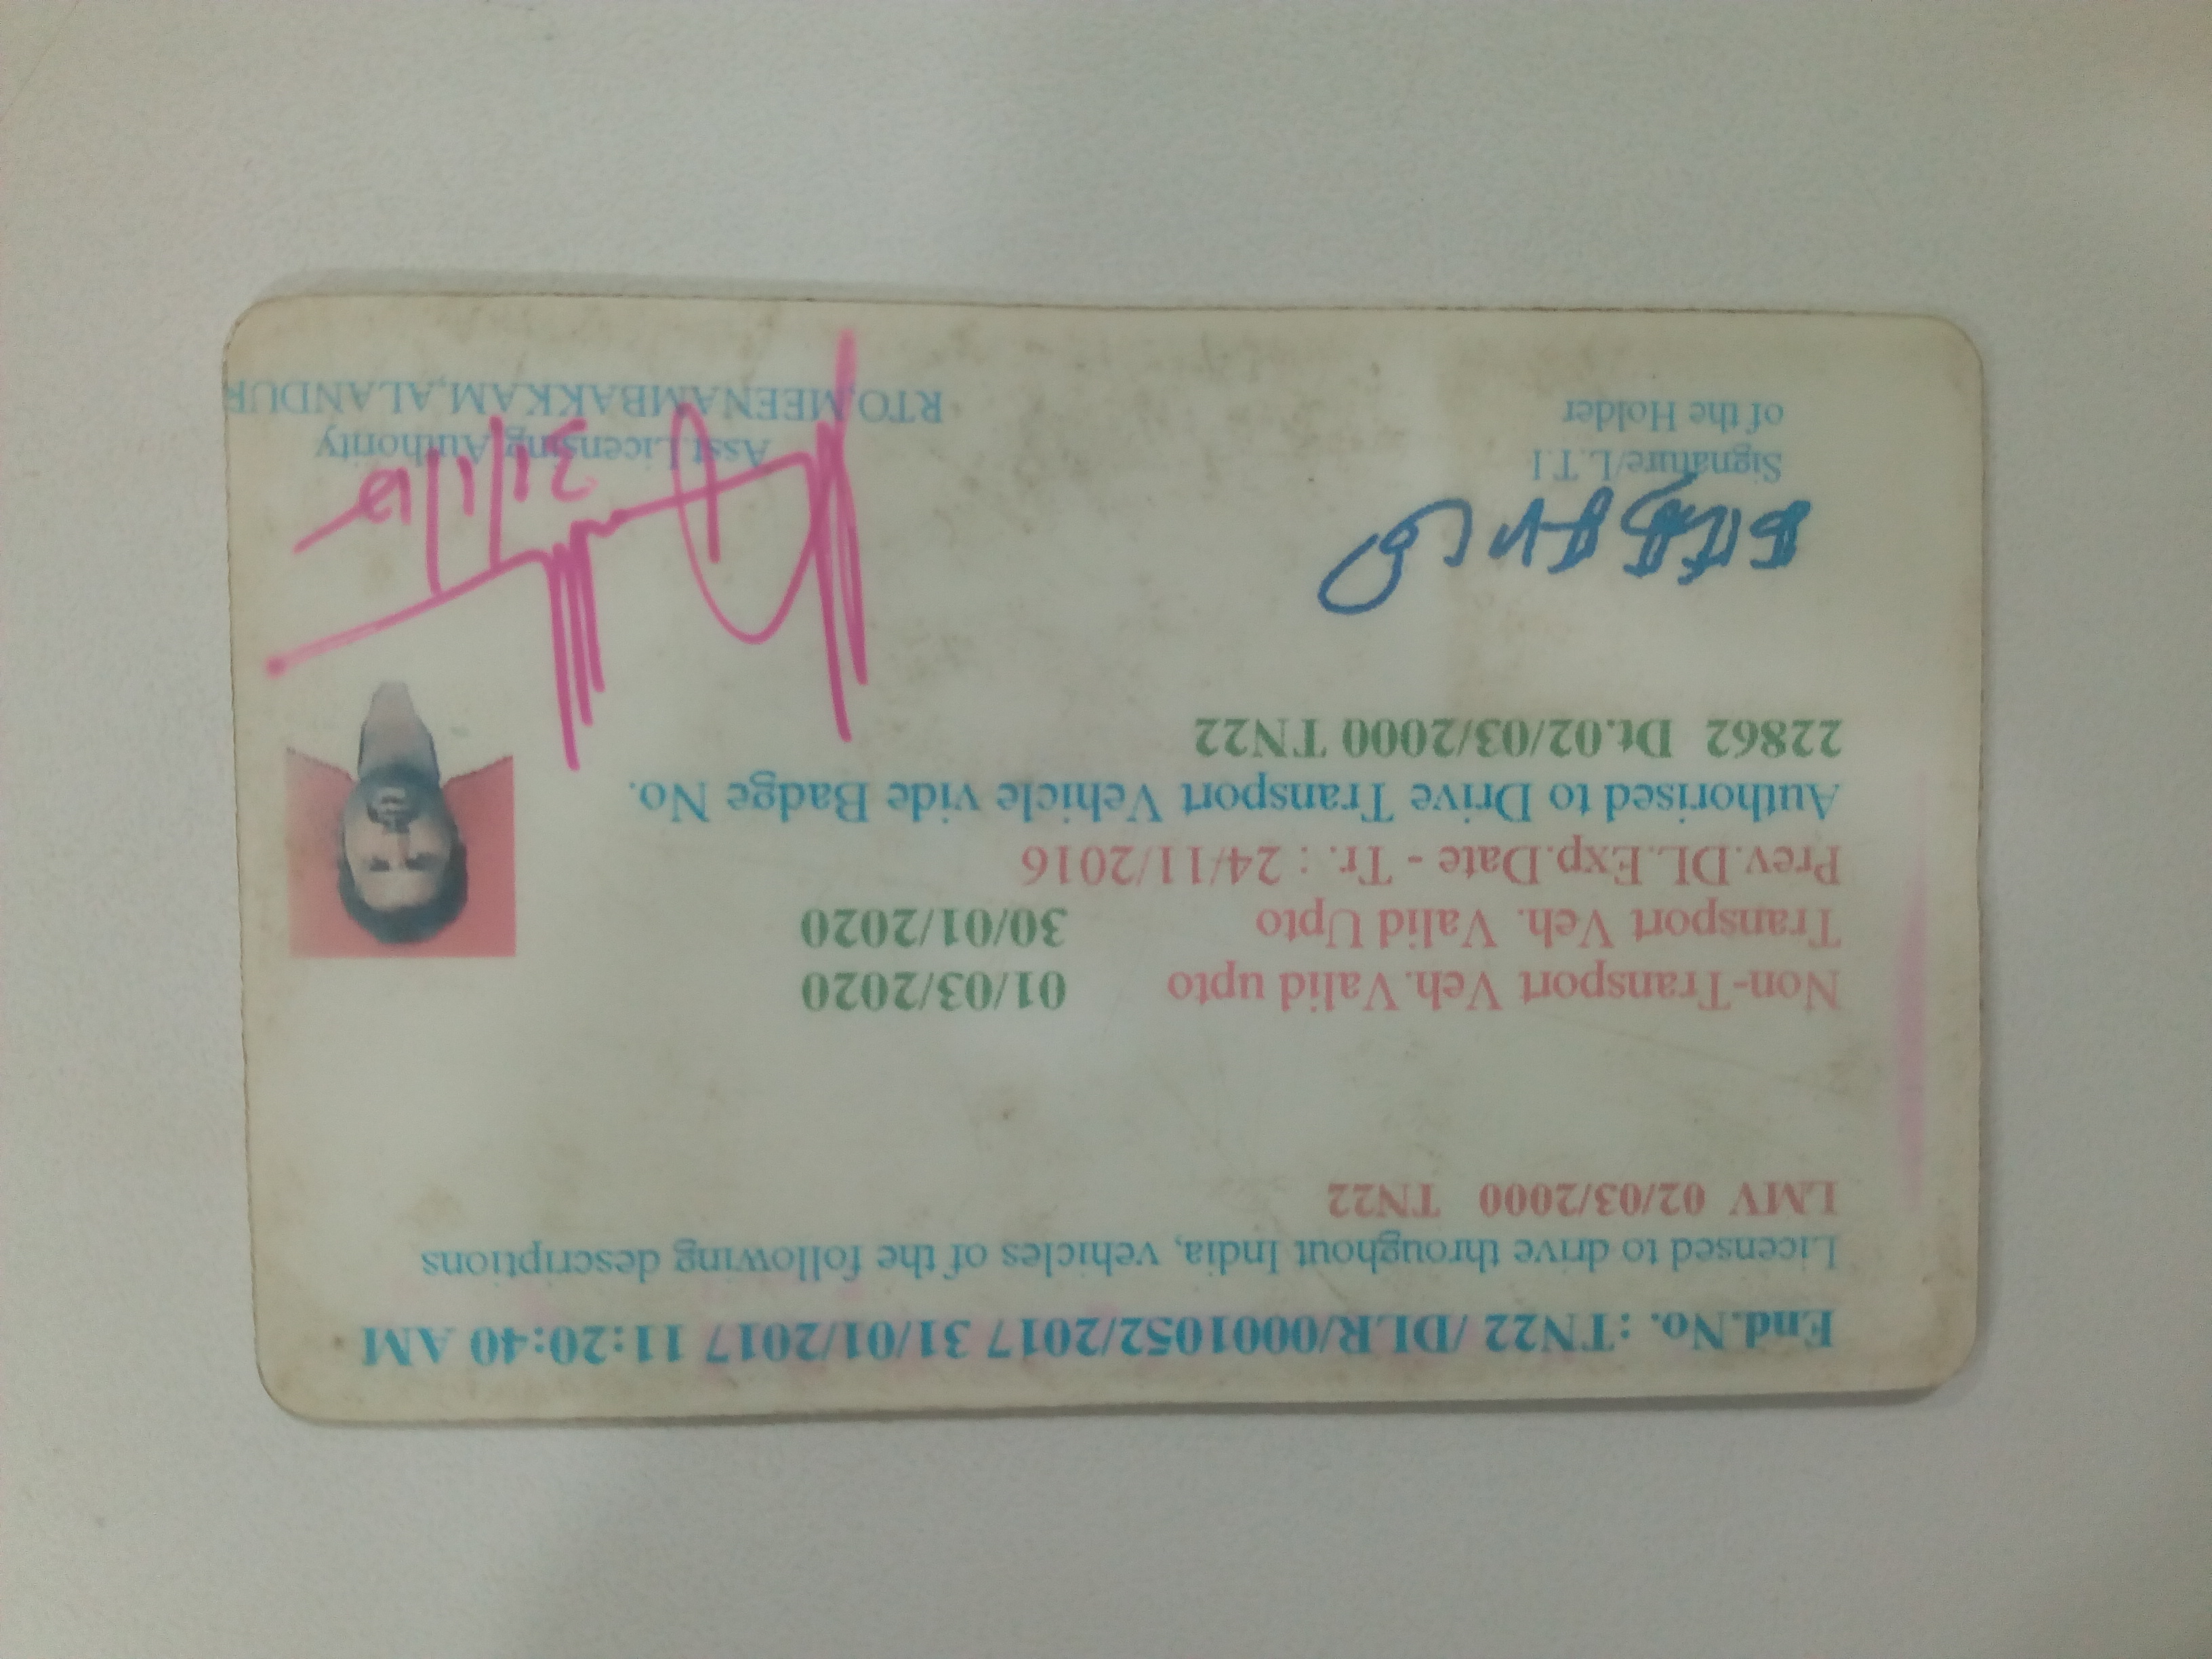 End.No. :TN22 /DLR/0001052/2017 31/01/2017 11:20:40 AM
Licensed to drive throughout India, vehicles of the following descriptions
LMV 02/03/2000 TN22
Non-Transport Veh.Valid upto 01/03/2020
Transport Veh. Valid Upto 30/01/2020
Prev.DL.Exp.Date - Tr. : 24/11/2016
Authorised to Drive Transport Vehicle vide Badge No.
22862 Dt.02/03/2000 TN22
31/1/17
Signature/L.T.I
of the Holder
Asst.Licensing Authority
RTO,MEENAMBAKKAM,ALANDUR